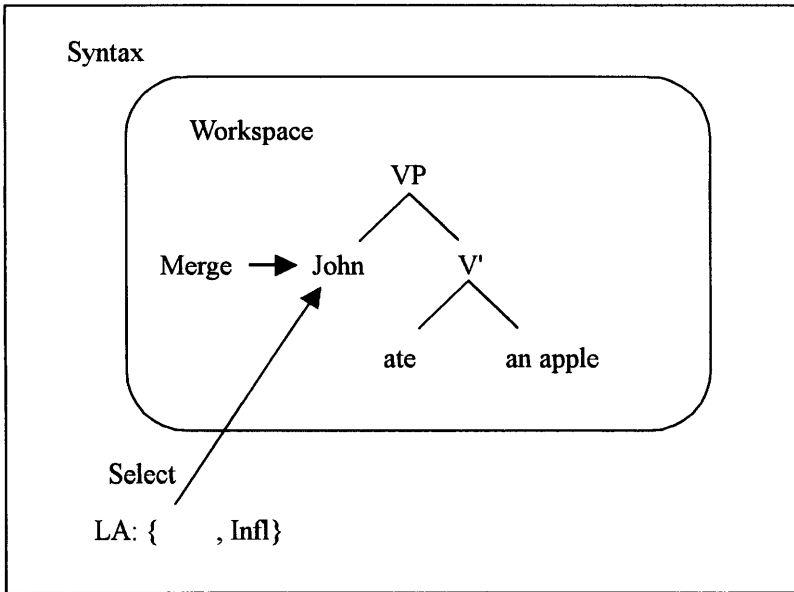 Syntax
Workspace
VP
Merge John V'
ate an apple
Select
LA: { , Infl}